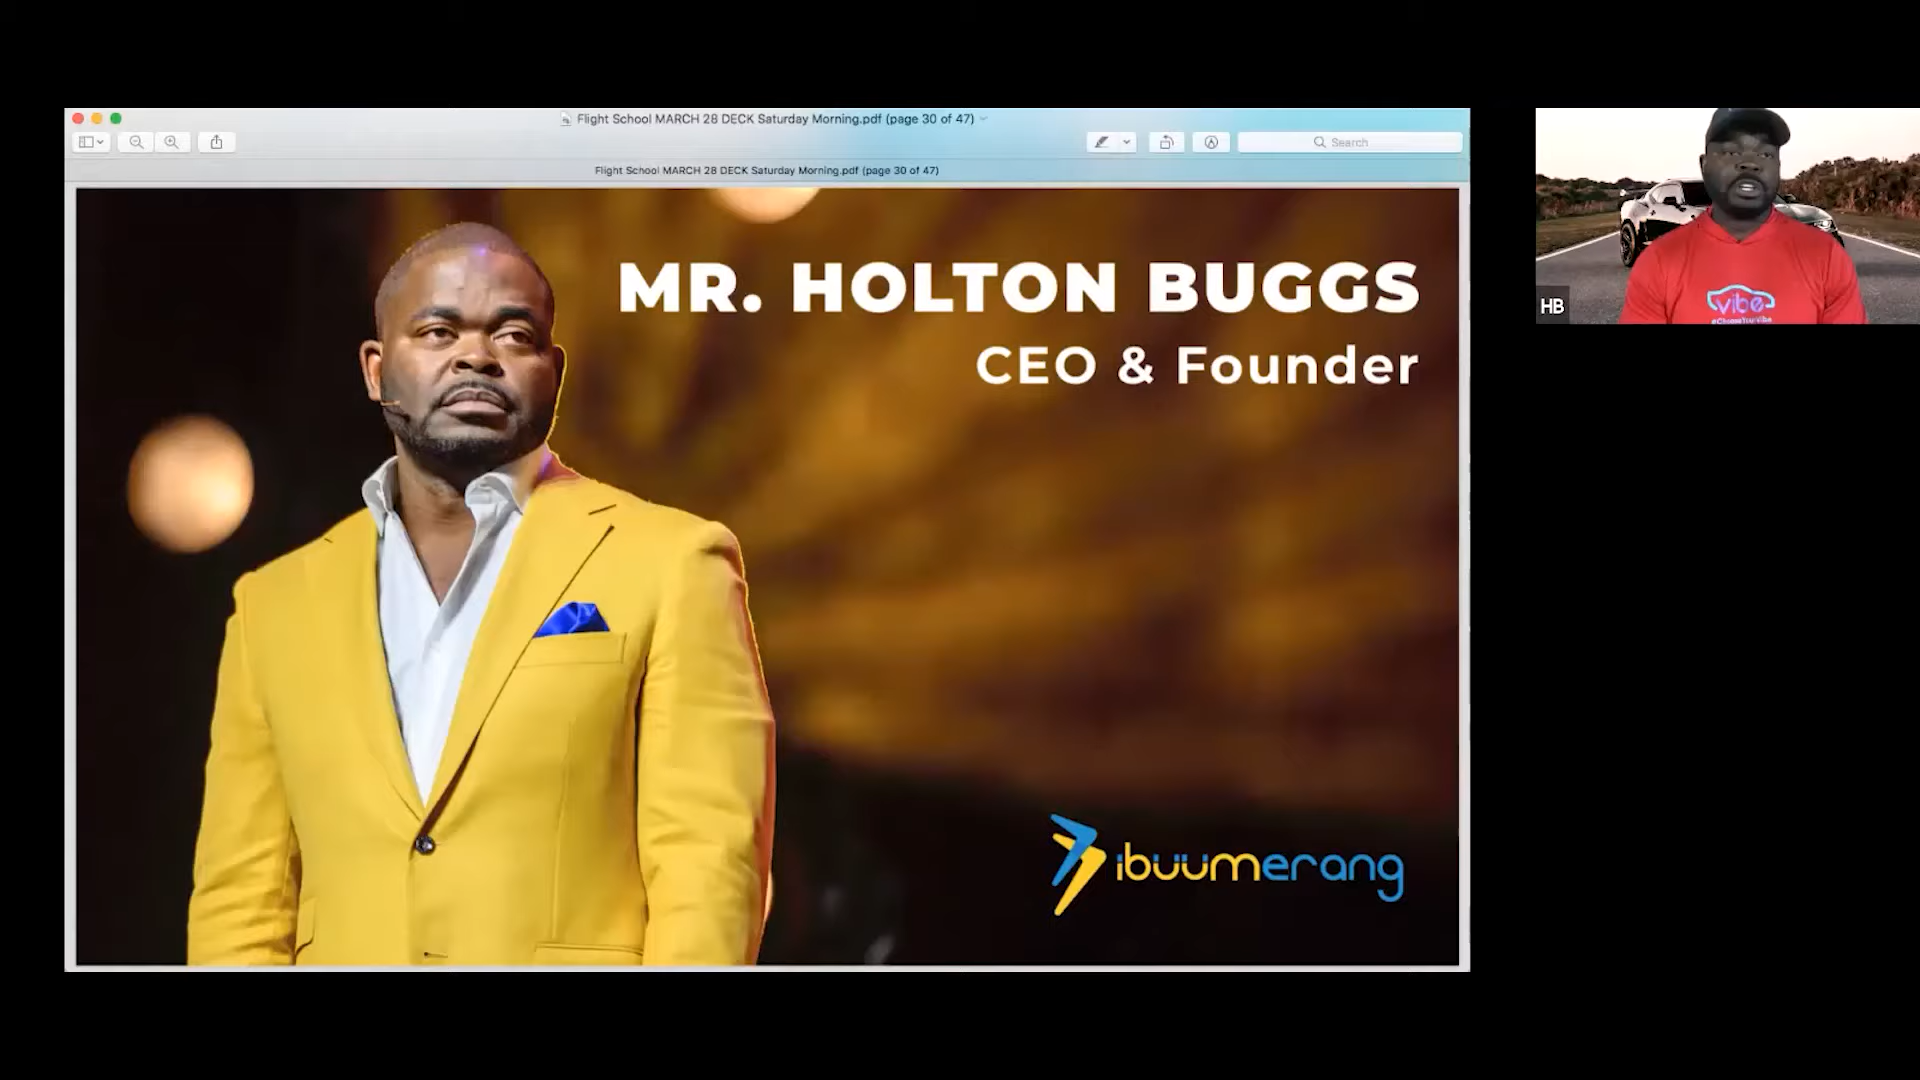 Flight School MARCH 28 DECK Saturday Morning.pdf (page 30 of 47)
Search
Flight School MARCH 28 DECK Saturday Morning.pdf (page 30 of 47)
MR. HOLTON BUGGS
CEO & Founder
ibuumerang
vibe
#ChooseYourVibe
HB